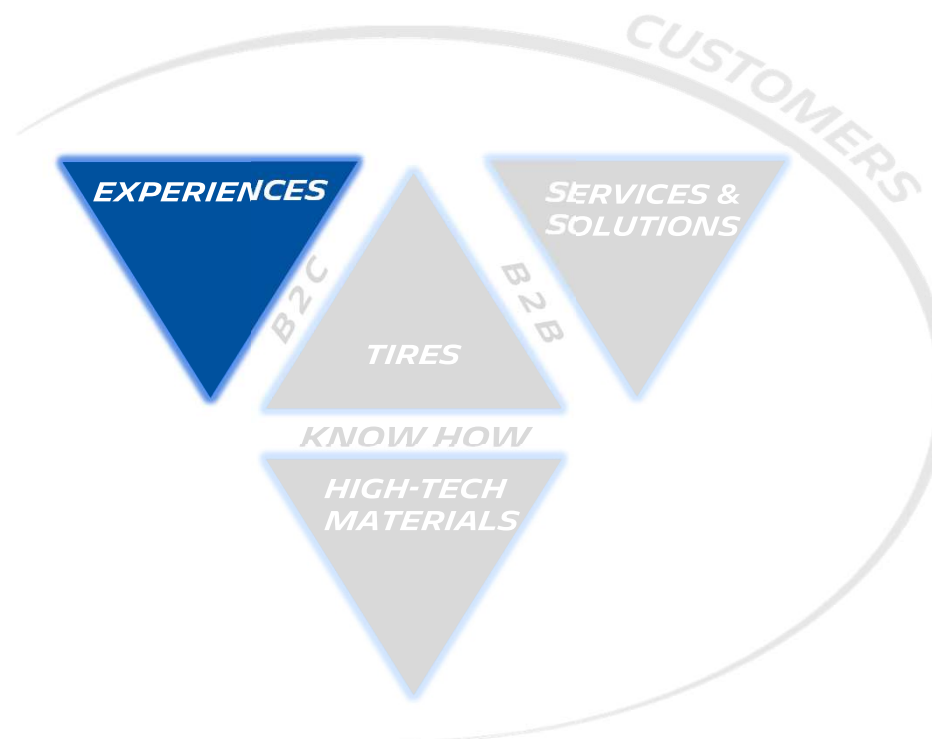 CUSTOMERS
EXPERIENCES
SERVICES &
SOLUTIONS
B2C
B2B
TIRES
KNOW HOW
HIGH-TECH
MATERIALS